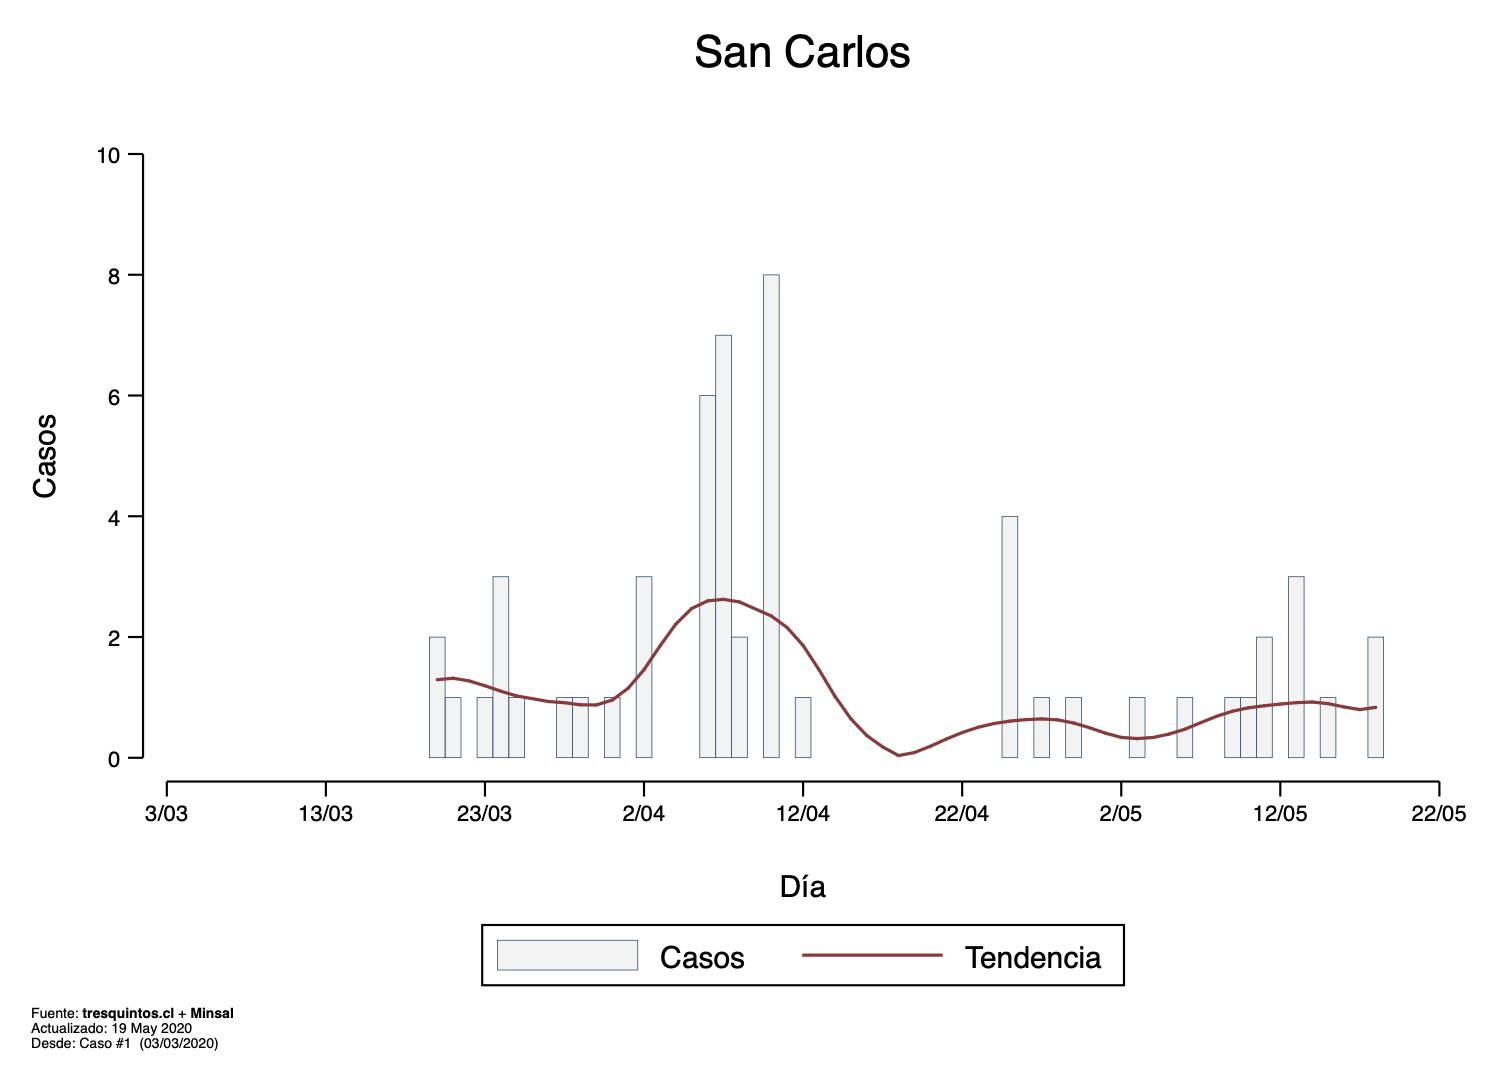 San Carlos
Casos
10
8
6
4
2
0
3/03 13/03 23/03 2/04 12/04 22/04 2/05 12/05 22/05
Día
Casos Tendencia
Fuente: tresquintos.cl + Minsal
Actualizado: 19 May 2020
Desde: Caso #1 (03/03/2020)